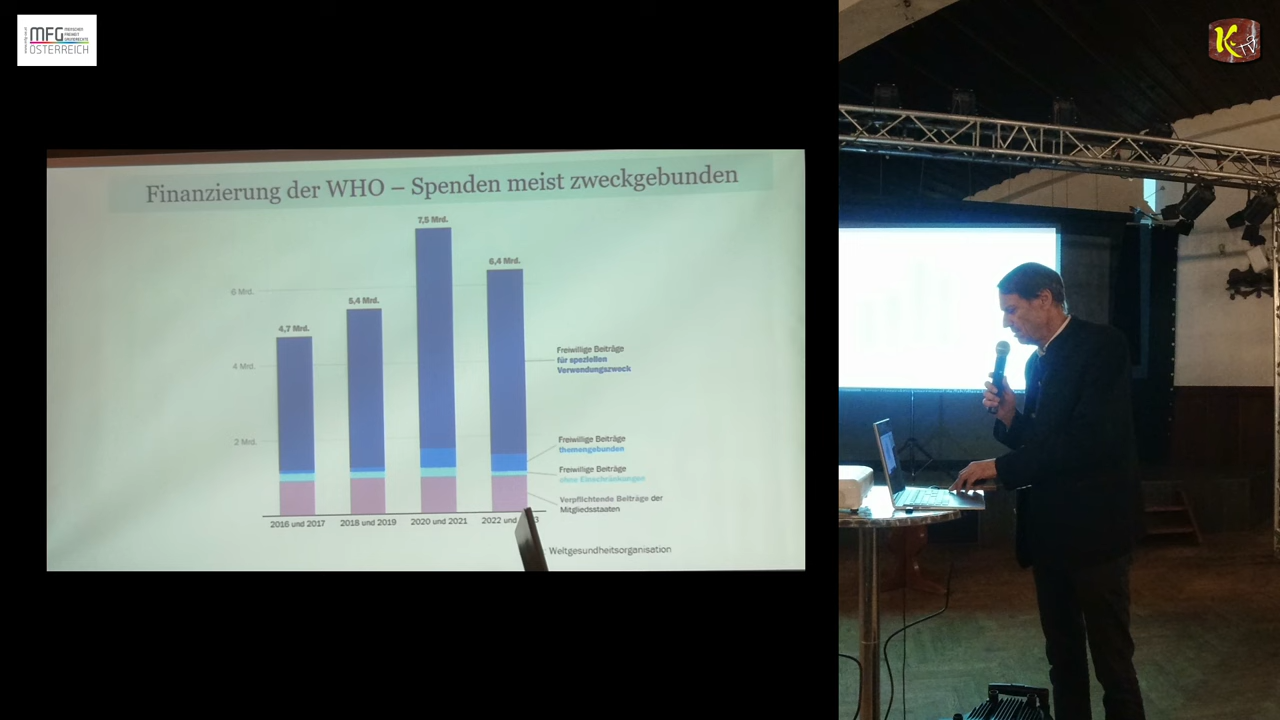 MFG
ÖSTERREICH
K
TV
Finanzierung der WHO – Spenden meist zweckgebunden
7,5 Mrd.
6,4 Mrd.
6 Mrd.
5,4 Mrd.
4,7 Mrd.
4 Mrd.
2 Mrd.
Freiwillige Beiträge
für speziellen
Verwendungszweck
Freiwillige Beiträge
themengebunden
Freiwillige Beiträge
ohne Einschränkungen
Verpflichtende Beiträge der
Mitgliedsstaaten
2016 und 2017
2018 und 2019
2020 und 2021
2022 und
Weltgesundheitsorganisation